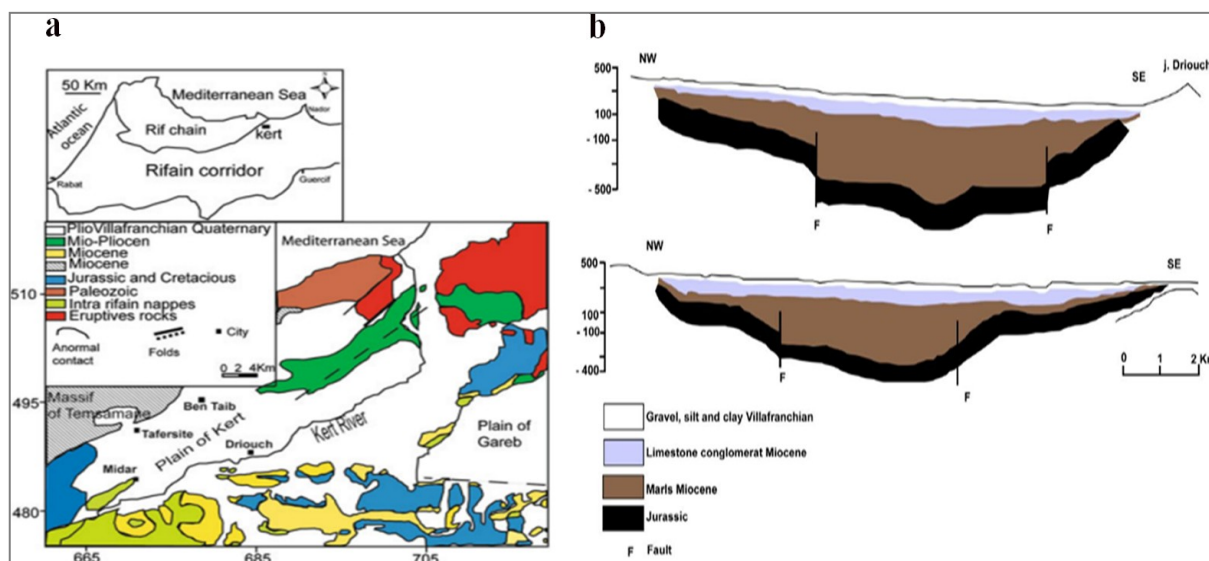 a
50 Km
N
Mediterranean Sea
Nador
Atlantic
ocean
Rif chain
kert
Rifain corridor
Rabat
Guercif
PlioVillafranchian Quaternary
Mio-Pliocen
Miocene
Miocene
Jurassic and Cretacious
Paleozoic
Intra rifain nappes
Eruptives rocks
Anormal
contact
Folds
City
0 2 4Km
Mediterranean Sea
510
495
480
Massif
of Temsamane
Ben Taib
Tafersite
Plain of Kert
Kert River
Driouch
Midar
Plain of
Gareb
665 685 705
b
NW
SE
j. Driouch
500
100
-100
-500
F
F
NW
SE
500
100
-100
-400
F
F
0 1 2 K
Gravel, silt and clay Villafranchian
Limestone conglomerat Miocene
Marls Miocene
Jurassic
F Fault